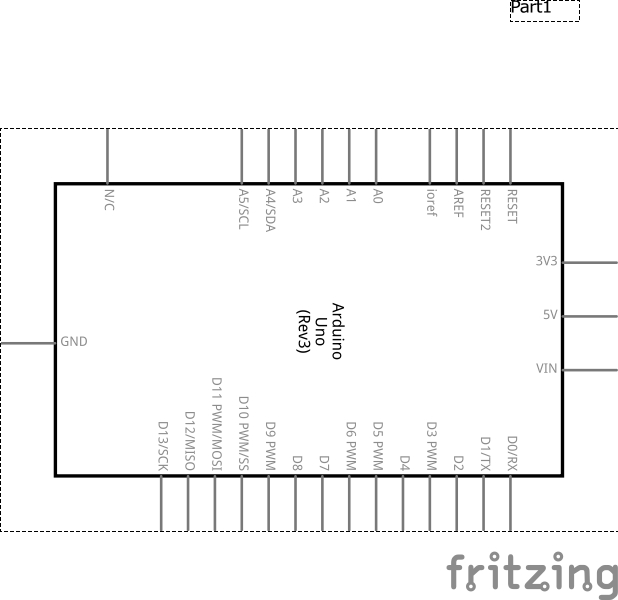 Part1
N/C
A5/SCL
A4/SDA
A3
A2
A1
A0
ioref
AREF
RESET2
RESET
3V3
5V
VIN
Arduino
Uno
(Rev3)
GND
D13/SCK
D12/MISO
D11 PWM/MOSI
D10 PWM/SS
D9 PWM
D8
D7
D6 PWM
D5 PWM
D4
D3 PWM
D2
D1/TX
D0/RX
fritzing